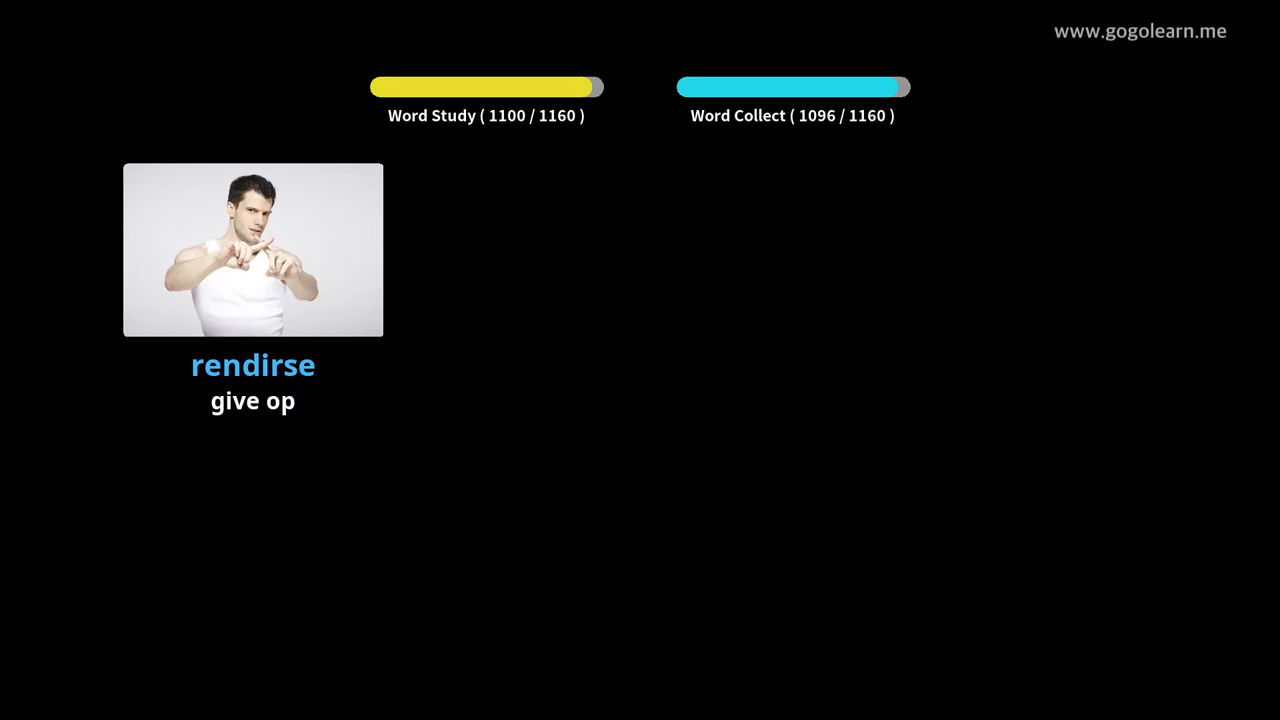 www.gogolearn.me
Word Study ( 1100 / 1160 )
Word Collect ( 1096 / 1160 )
rendirse
give op